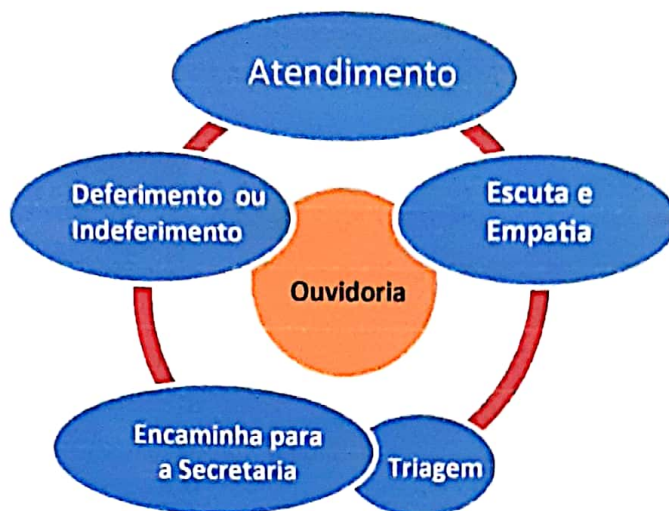 Atendimento
Escuta e
Empatia
Triagem
Encaminha para
a Secretaria
Deferimento ou
Indeferimento
Ouvidoria